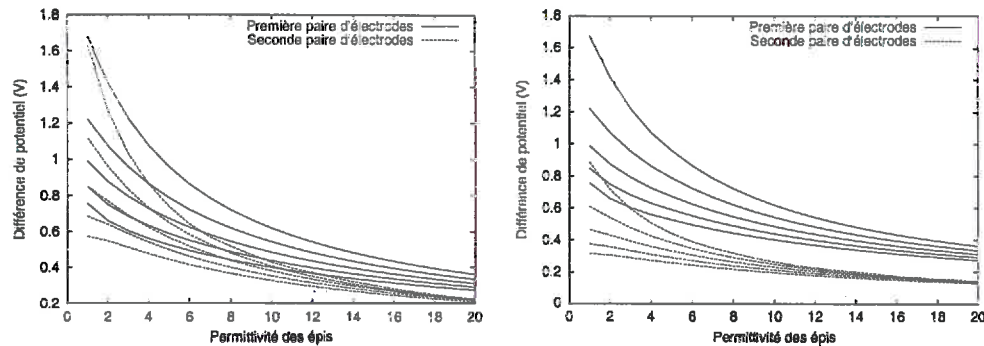 Première paire d'électrodes
Seconde paire d'électrodes
Différence de potentiel (V)
1.8
1.6
1.4
1.2
1
0.8
0.6
0.4
0.2
0 2 4 6 8 10 12 14 16 18 20
Permittivité des épis
Première paire d'électrodes
Seconde paire d'électrodes
Différence de potentiel (V)
1.8
1.6
1.4
1.2
1
0.8
0.6
0.4
0.2
0
0 2 4 6 8 10 12 14 16 18 20
Permittivité des épis